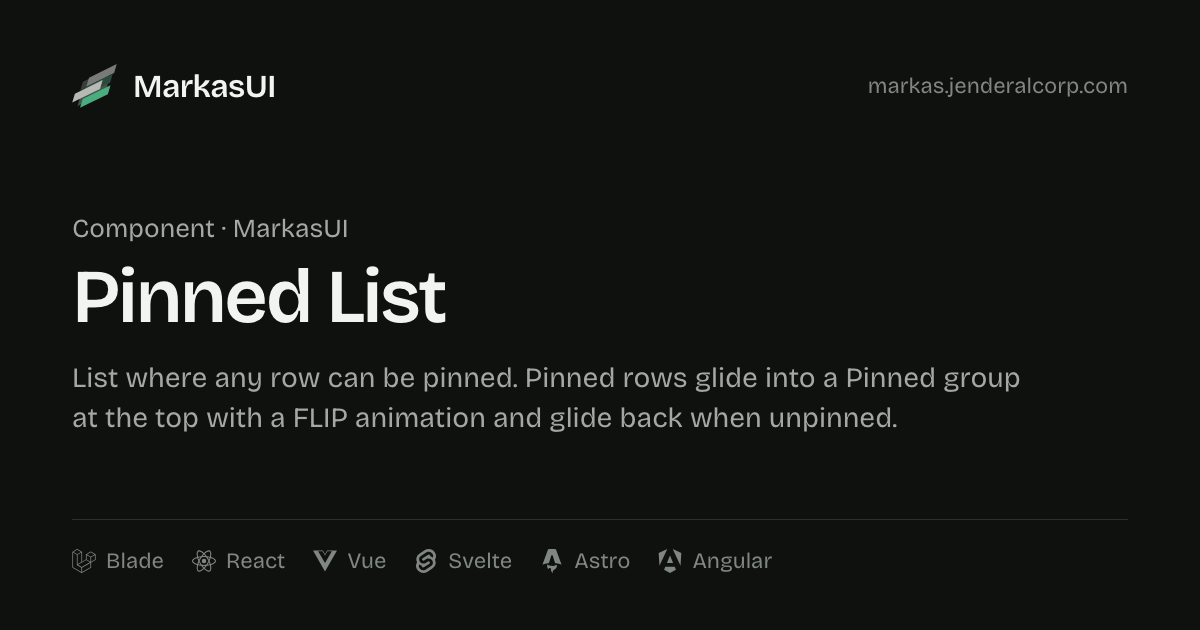 MarkasUI
markas.jenderalcorp.com
Component · MarkasUI
Pinned List
List where any row can be pinned. Pinned rows glide into a Pinned group
at the top with a FLIP animation and glide back when unpinned.
Blade React Vue Svelte Astro Angular